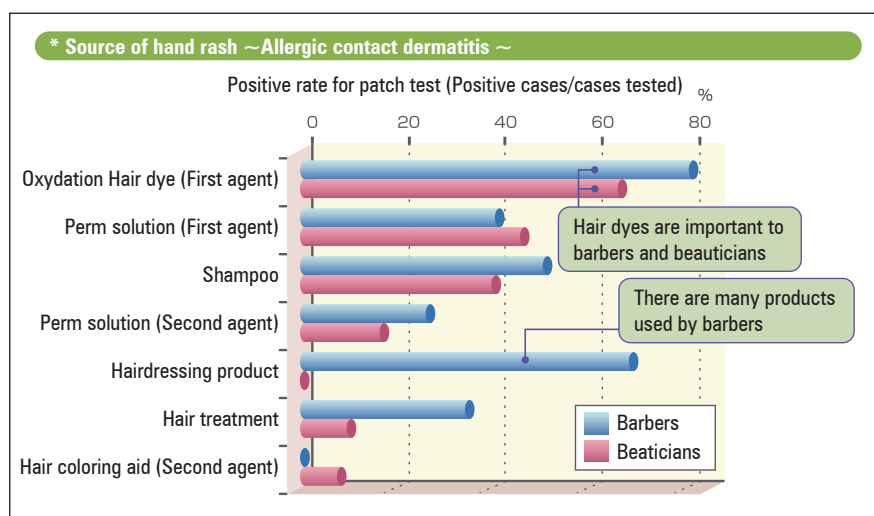 * Source of hand rash ~Allergic contact dermatitis ~
Positive rate for patch test (Positive cases/cases tested) %
0 20 40 60 80
Oxydation Hair dye (First agent)
Perm solution (First agent)
Shampoo
Perm solution (Second agent)
Hairdressing product
Hair treatment
Hair coloring aid (Second agent)
Hair dyes are important to
barbers and beauticians
There are many products
used by barbers
Barbers
Beaticians